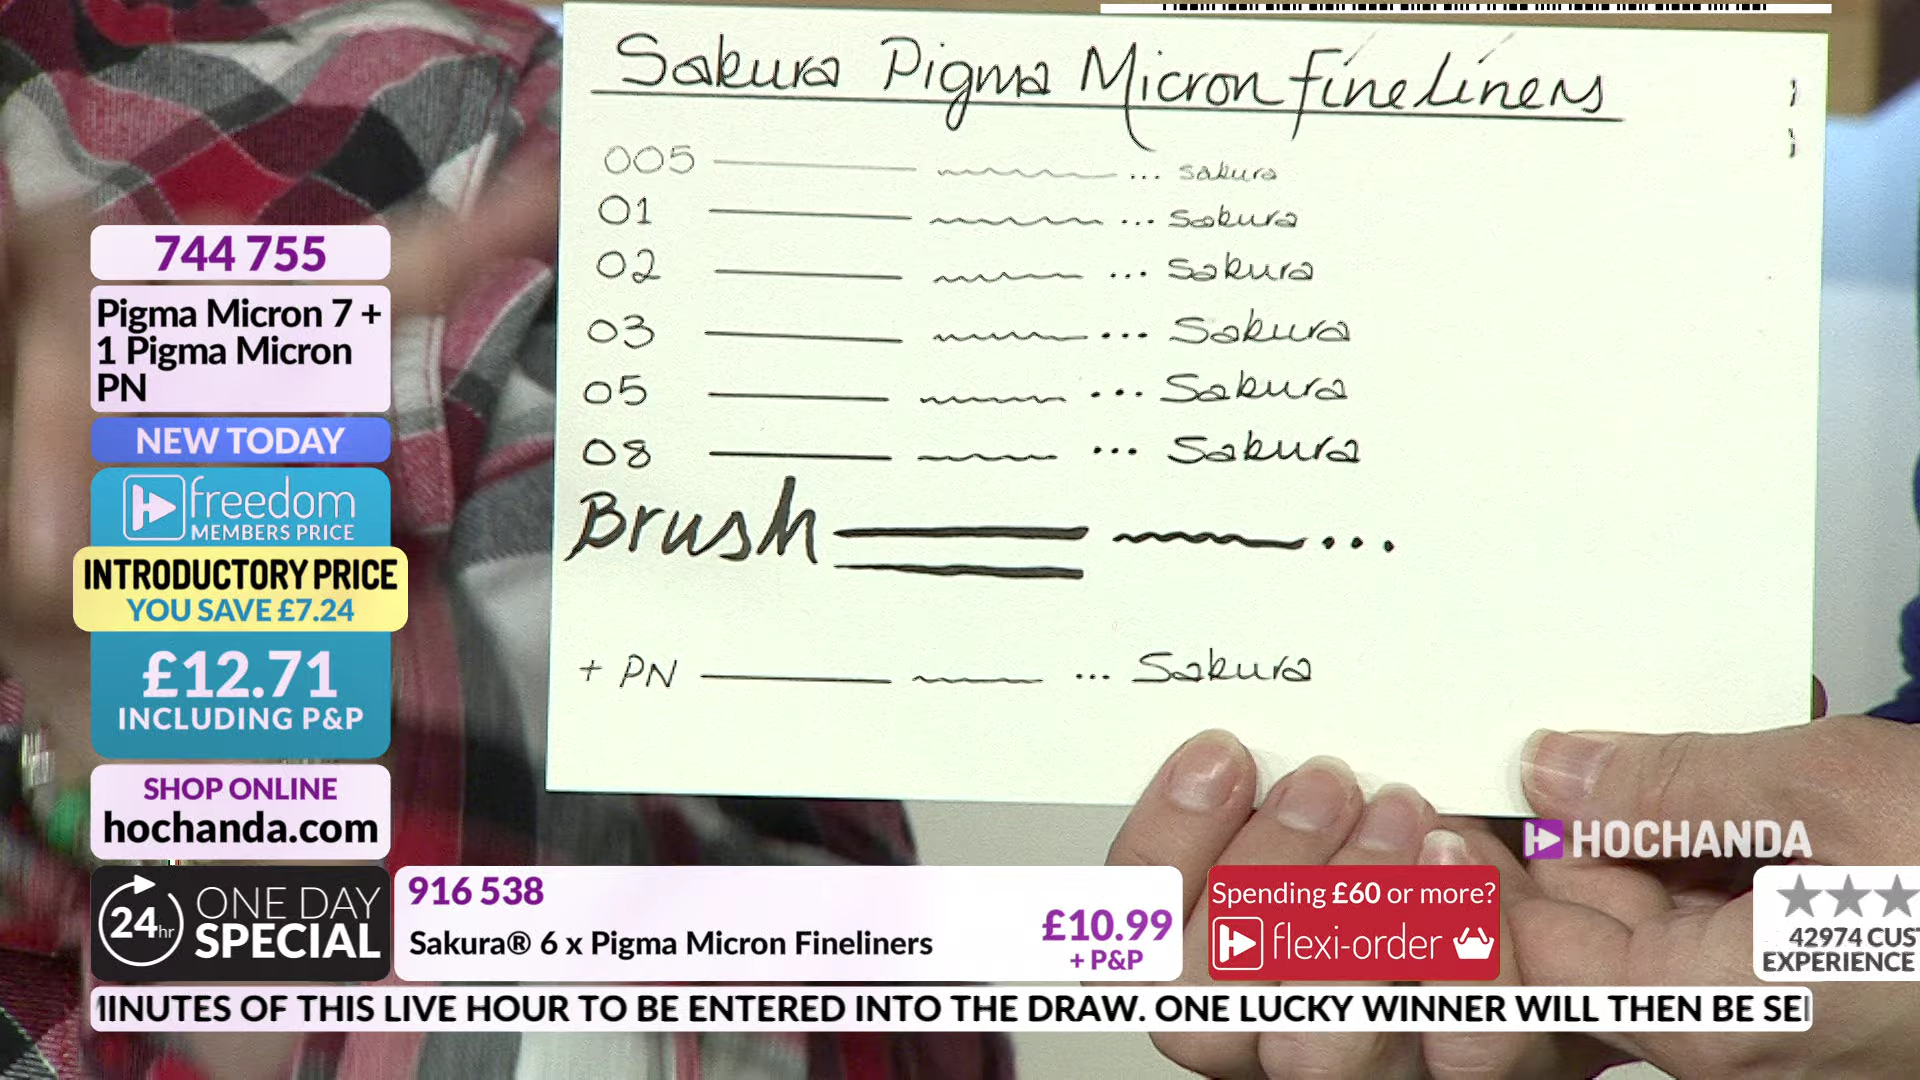 Sakura Pigma Micron fineliners
005 ... sakura
01 ... sakura
02 ... sakura
03 ... Sakura
05 ... Sakura
08 ... Sakura
Brush ...
+ PN ... Sakura
744 755
Pigma Micron 7 +
1 Pigma Micron
PN
NEW TODAY
freedom
MEMBERS PRICE
INTRODUCTORY PRICE
YOU SAVE £7.24
£12.71
INCLUDING P&P
SHOP ONLINE
hochanda.com
HOCHANDA
24hr
ONE DAY
SPECIAL
916 538
Sakura® 6 x Pigma Micron Fineliners
£10.99
+ P&P
Spending £60 or more?
flexi-order
42974 CUS
EXPERIENCE
MINUTES OF THIS LIVE HOUR TO BE ENTERED INTO THE DRAW. ONE LUCKY WINNER WILL THEN BE SE